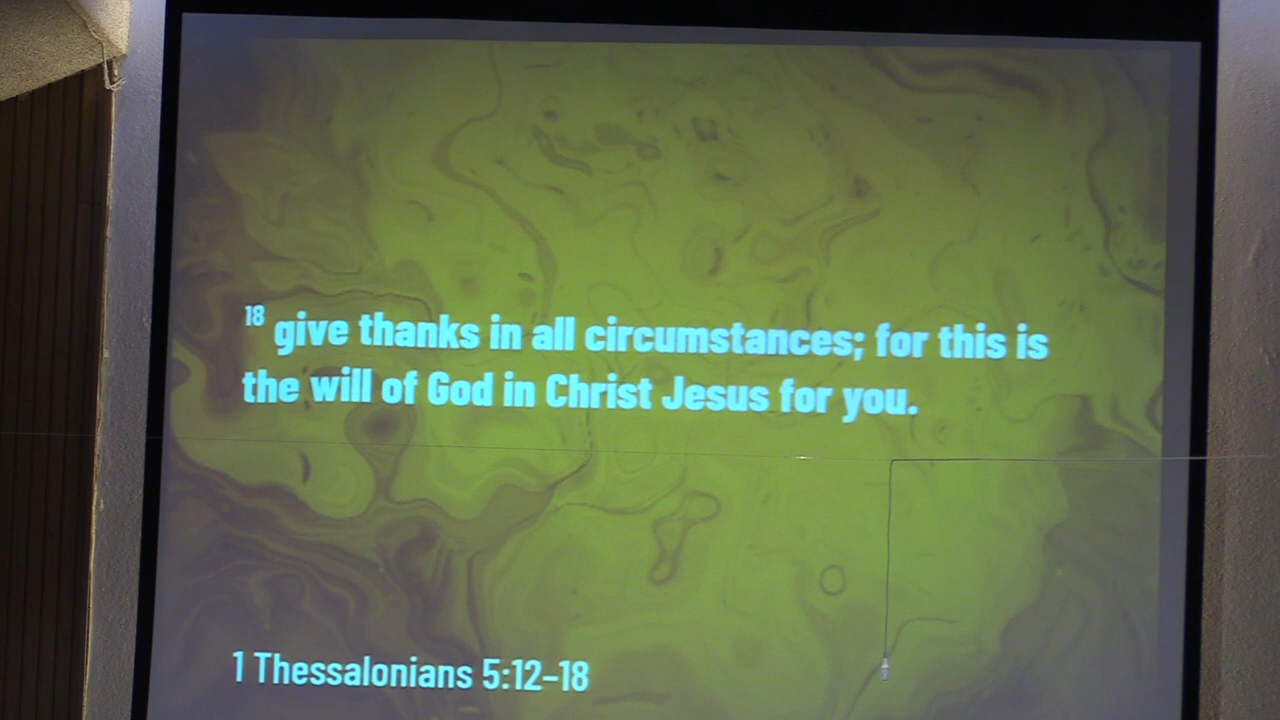 18 give thanks in all circumstances; for this is
the will of God in Christ Jesus for you.
1 Thessalonians 5:12–18